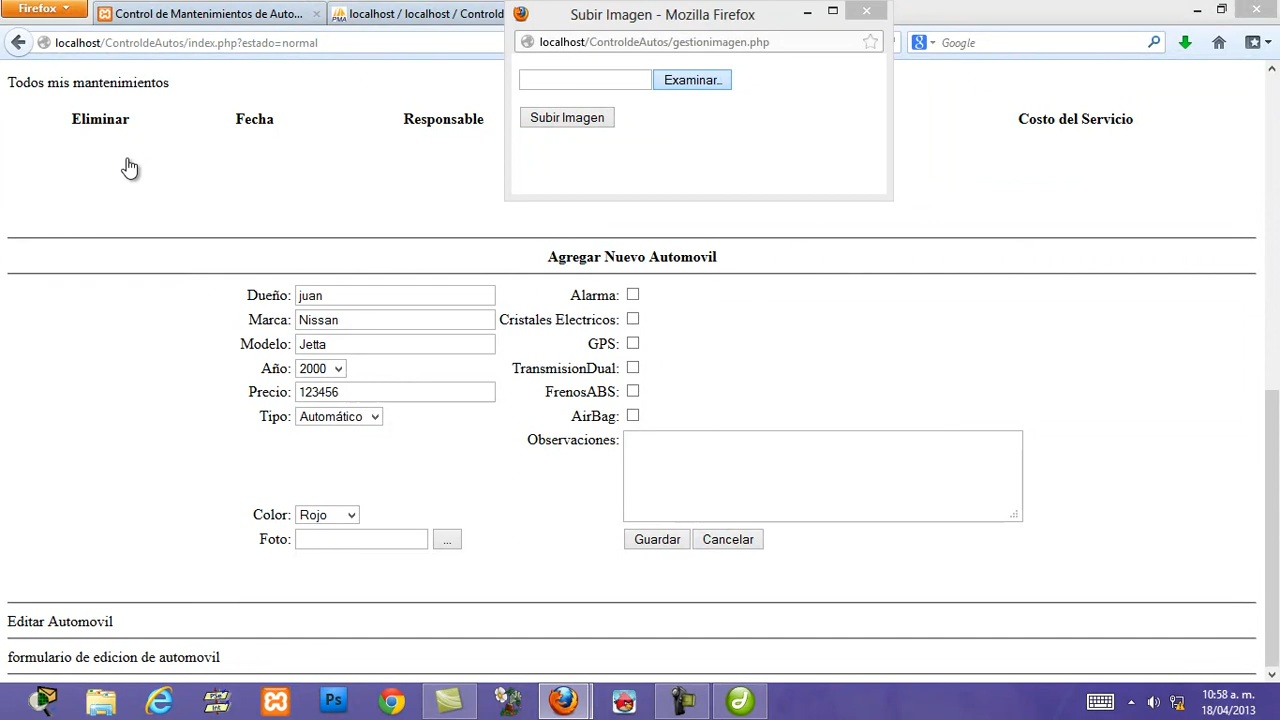 Firefox
Control de Mantenimientos de Auto...
localhost / localhost / Controld
Subir Imagen - Mozilla Firefox
localhost/ControldeAutos/index.php?estado=normal
localhost/ControldeAutos/gestionimagen.php
Google
Todos mis mantenimientos
Examinar..
Subir Imagen
Eliminar
Fecha
Responsable
Costo del Servicio
Agregar Nuevo Automovil
Dueño: juan
Alarma:
Marca: Nissan
Cristales Electricos:
Modelo: Jetta
GPS:
Año: 2000
TransmisionDual:
Precio: 123456
FrenosABS:
Tipo: Automático
AirBag:
Observaciones:
Color: Rojo
Foto: ...
Guardar Cancelar
Editar Automovil
formulario de edicion de automovil
Ps
10:58 a. m.
18/04/2013